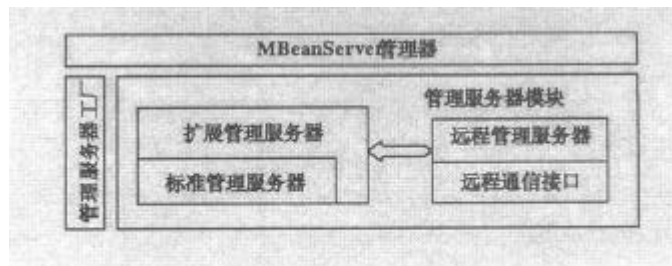 MBeanServer管理器
管理服务器工厂
管理服务器模块
扩展管理服务器
标准管理服务器
远程管理服务器
远程通信接口